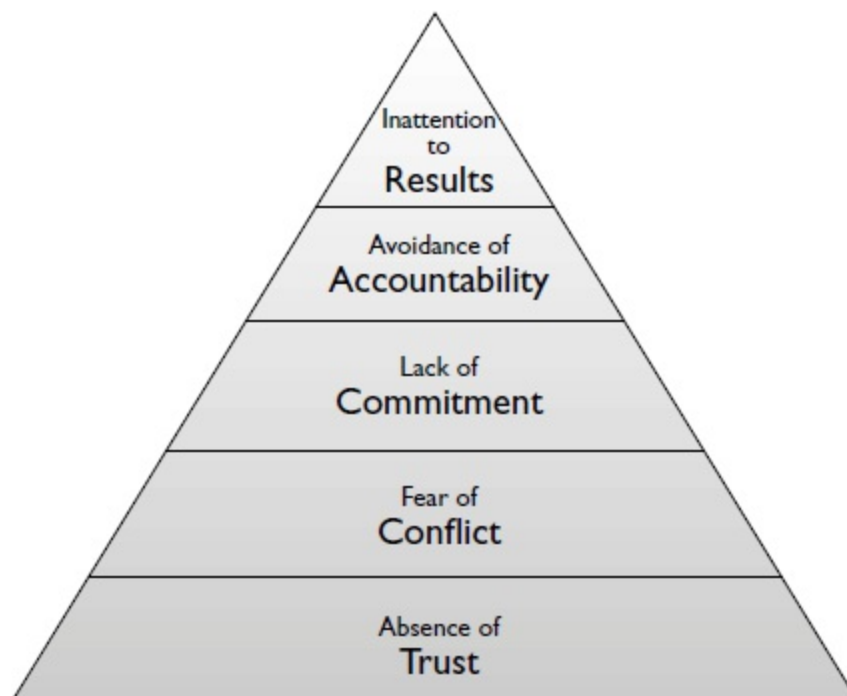 Inattention
to
Results
Avoidance of
Accountability
Lack of
Commitment
Fear of
Conflict
Absence of
Trust